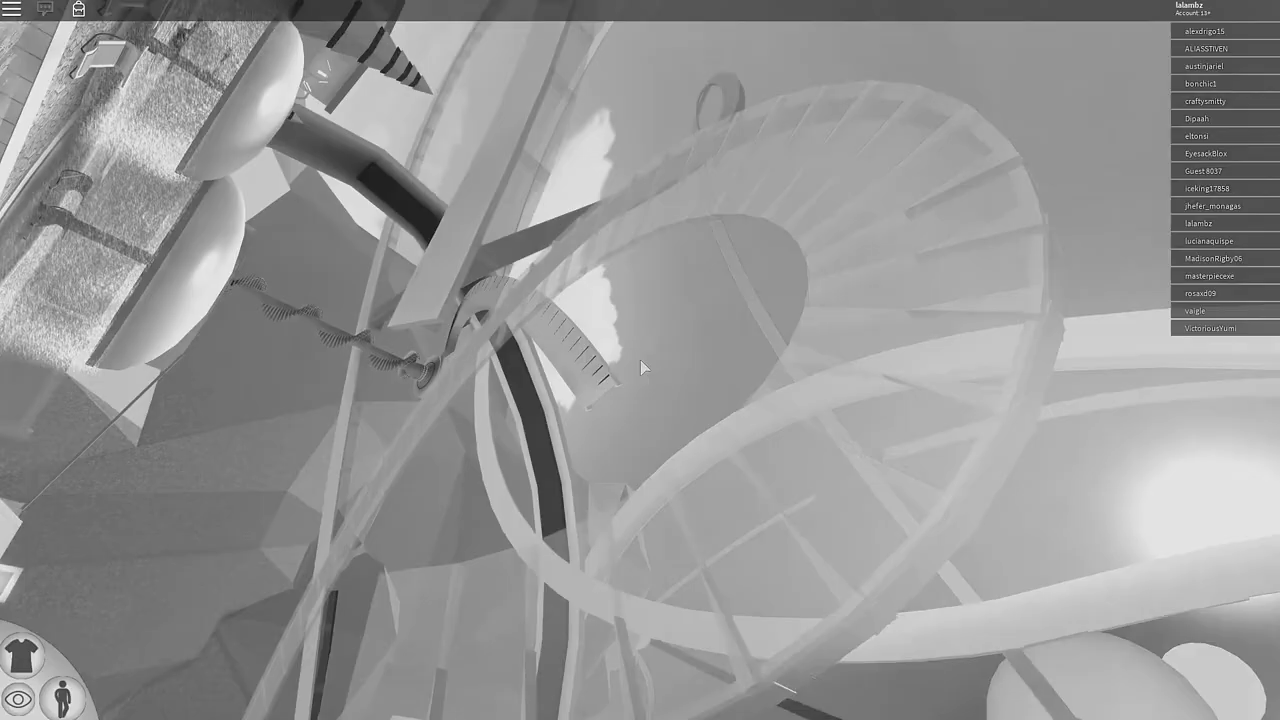 lalambz
Account: 13+
alexdrigo15
ALIASSTIVEN
austinjariel
bonchic1
craftysmitty
Dipaah
eltonsi
EyesackBlox
Guest 8037
iceking17858
jhefer_monagas
lalambz
lucianaquispe
MadisonRigby06
masterpiecexe
rosaxd09
vaigle
VictoriousYumi